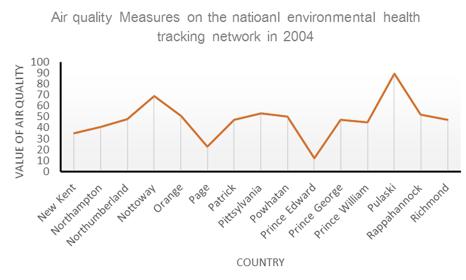 Air quality Measures on the natioanl environmental health
tracking network in 2004
VALUE OF AIR QUALITY
100
90
80
70
60
50
40
30
20
10
0
New Kent
Northampton
Northumberland
Nottoway
Orange
Page
Patrick
Pittsylvania
Powhatan
Prince Edward
Prince George
Prince William
Pulaski
Rappahannock
Richmond
COUNTRY